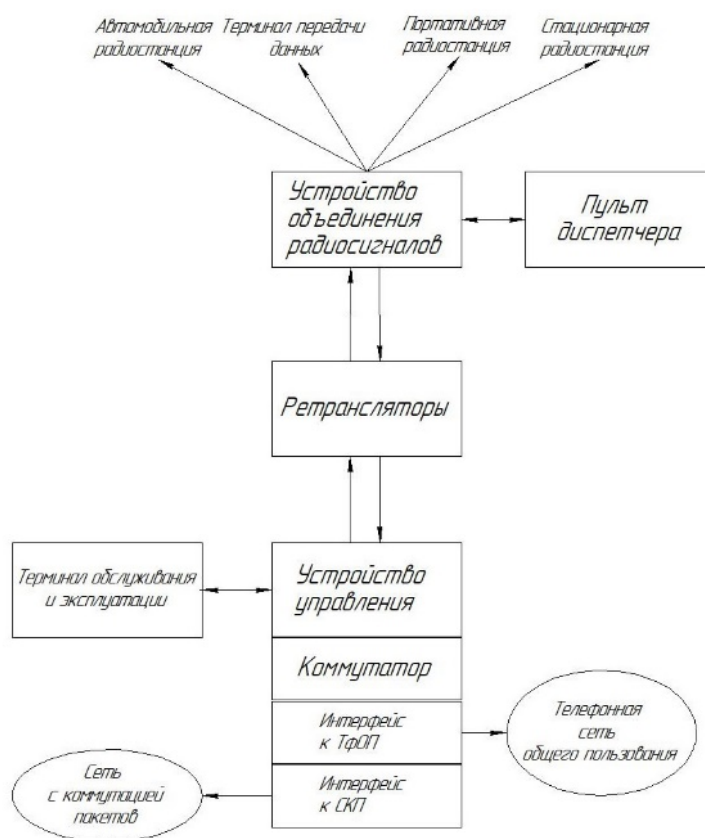 Автомобильная
радиостанция
Терминал передачи
данных
Портативная
радиостанция
Стационарная
радиостанция
Устройство
объединения
радиосигналов
Пульт
диспетчера
Ретрансляторы
Терминал обслуживания
и эксплуатации
Устройство
управления
Коммутатор
Интерфейс
к ТфОП
Телефонная
сеть
общего пользования
Сеть
с коммутацией
пакетов
Интерфейс
к СКП